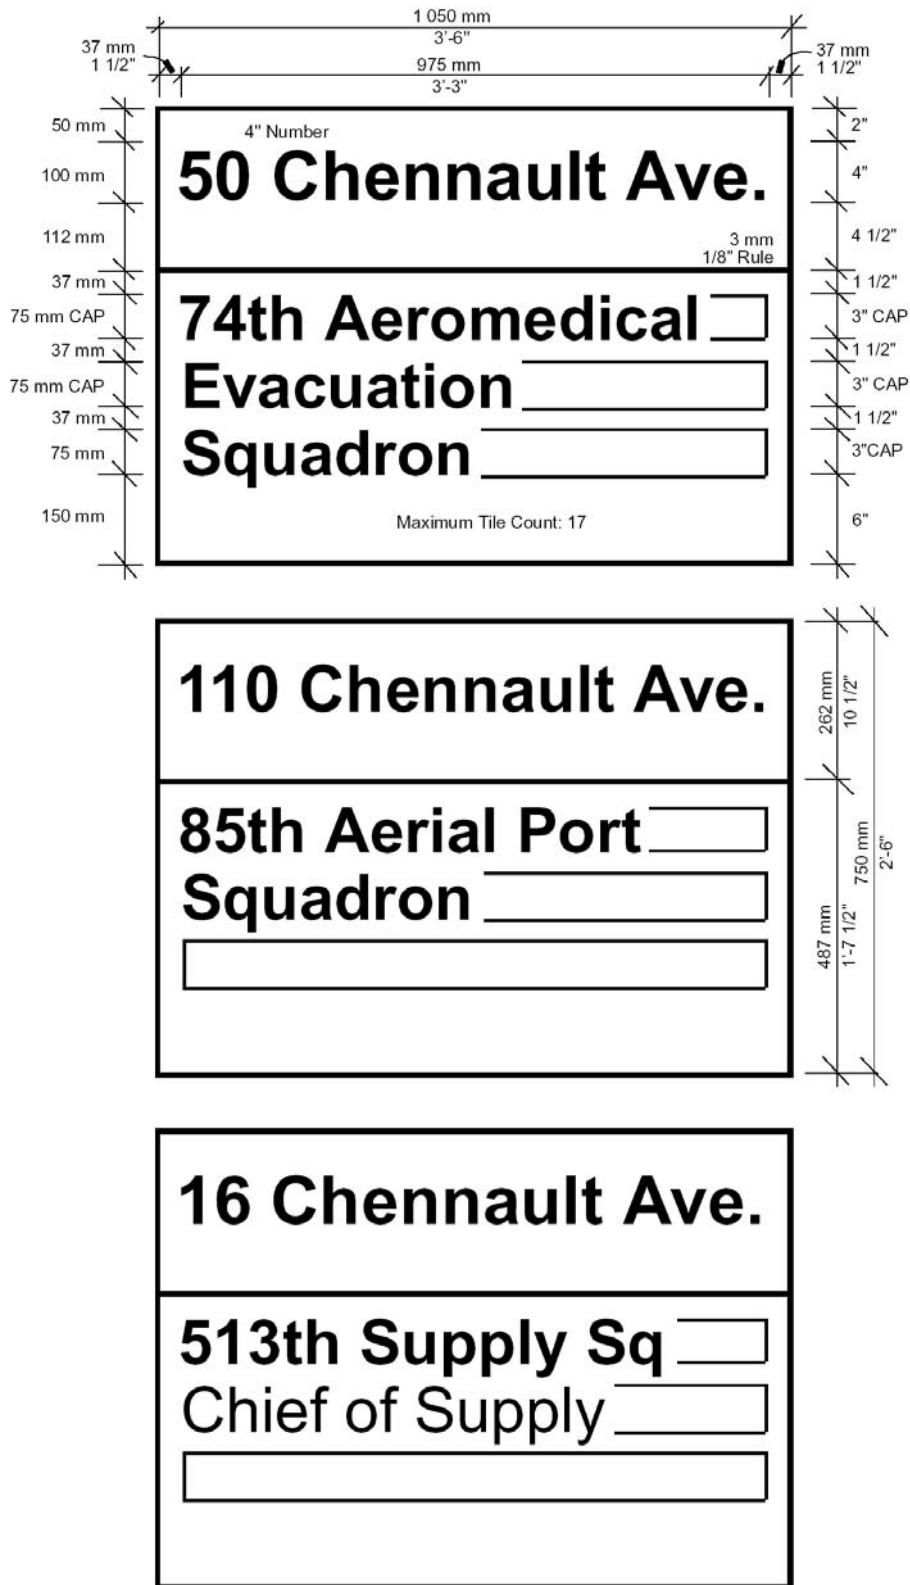 1 050 mm
3'-6"
37 mm
1 1/2"
975 mm
3'-3"
37 mm
1 1/2"
50 mm
4" Number
2"
100 mm
50 Chennault Ave.
4"
112 mm
3 mm
1/8" Rule
4 1/2"
37 mm
1 1/2"
75 mm CAP
74th Aeromedical
3" CAP
37 mm
1 1/2"
75 mm CAP
Evacuation
3" CAP
37 mm
1 1/2"
75 mm
Squadron
3"CAP
150 mm
Maximum Tile Count: 17
6"
110 Chennault Ave.
262 mm
10 1/2"
85th Aerial Port
Squadron
750 mm
2'-6"
487 mm
1'-7 1/2"
16 Chennault Ave.
513th Supply Sq
Chief of Supply